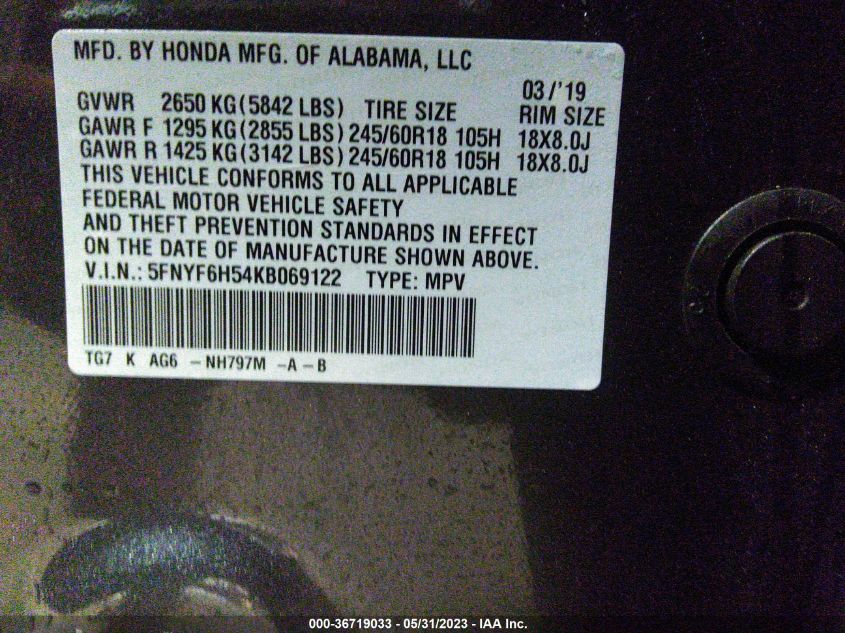 MFD. BY HONDA MFG. OF ALABAMA, LLC
03/'19
GVWR 2650 KG (5842 LBS) TIRE SIZE RIM SIZE
GAWR F 1295 KG (2855 LBS) 245/60R18 105H 18X8.0J
GAWR R 1425 KG (3142 LBS) 245/60R18 105H 18X8.0J
THIS VEHICLE CONFORMS TO ALL APPLICABLE
FEDERAL MOTOR VEHICLE SAFETY
AND THEFT PREVENTION STANDARDS IN EFFECT
ON THE DATE OF MANUFACTURE SHOWN ABOVE.
V.I.N.: 5FNYF6H54KB069122 TYPE: MPV
TG7 K AG6 -NH797M -A-B
000-36719033 - 05/31/2023 - IAA Inc.